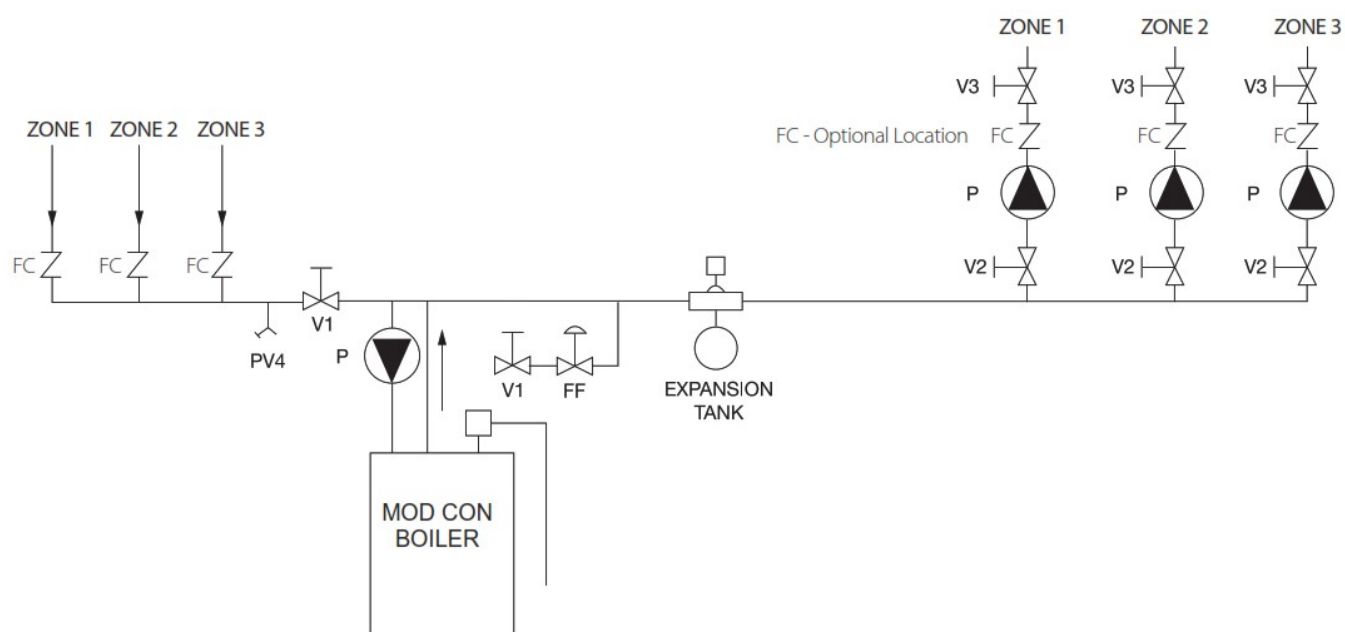 ZONE 1 ZONE 2 ZONE 3
V3 V3 V3
ZONE 1 ZONE 2 ZONE 3
FC - Optional Location FC FC FC
P P P
FC FC FC V2 V2 V2
V1
PV4 P
V1 FF
EXPANSION
TANK
MOD CON
BOILER